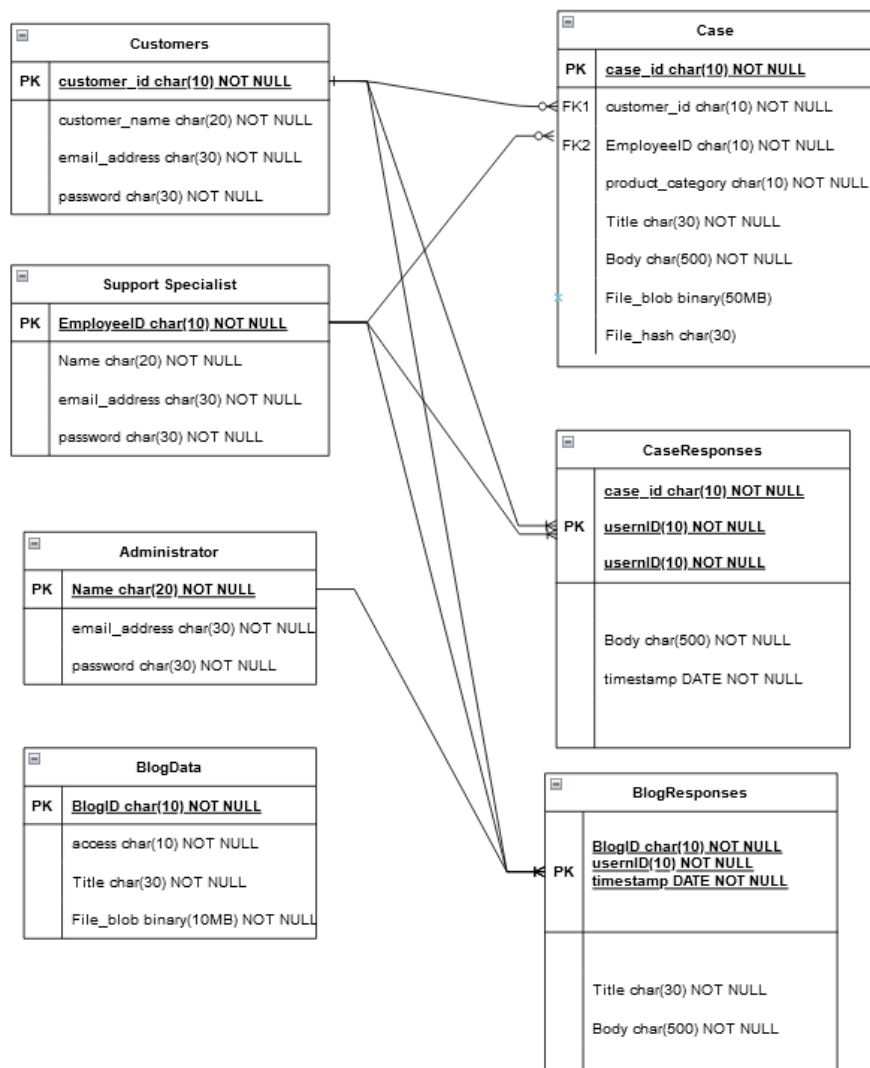 Customers
PK customer_id char(10) NOT NULL
customer_name char(20) NOT NULL
email_address char(30) NOT NULL
password char(30) NOT NULL
Case
PK case_id char(10) NOT NULL
FK1 customer_id char(10) NOT NULL
FK2 EmployeeID char(10) NOT NULL
product_category char(10) NOT NULL
Title char(30) NOT NULL
Body char(500) NOT NULL
File_blob binary(50MB)
File_hash char(30)
Support Specialist
PK EmployeeID char(10) NOT NULL
Name char(20) NOT NULL
email_address char(30) NOT NULL
password char(30) NOT NULL
CaseResponses
case_id char(10) NOT NULL
PK usernID(10) NOT NULL
usernID(10) NOT NULL
Body char(500) NOT NULL
timestamp DATE NOT NULL
Administrator
PK Name char(20) NOT NULL
email_address char(30) NOT NULL
password char(30) NOT NULL
BlogData
PK BlogID char(10) NOT NULL
access char(10) NOT NULL
Title char(30) NOT NULL
File_blob binary(10MB) NOT NULL
BlogResponses
BlogID char(10) NOT NULL
PK usernID(10) NOT NULL
timestamp DATE NOT NULL
Title char(30) NOT NULL
Body char(500) NOT NULL